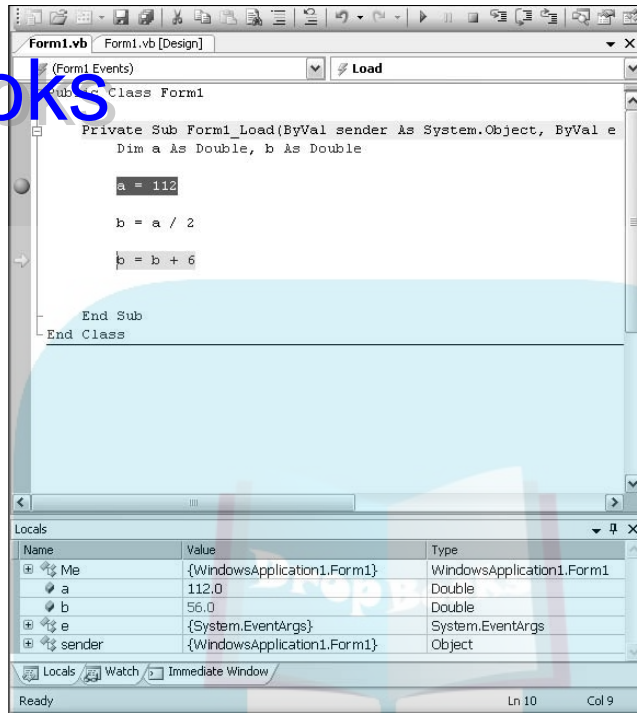 Form1.vb Form1.vb [Design]
(Form1 Events) Load
Public Class Form1
oks
Private Sub Form1_Load(ByVal sender As System.Object, ByVal e
Dim a As Double, b As Double
a = 112
b = a / 2
b = b + 6
End Sub
End Class
Locals
Name Value Type
Me {WindowsApplication1.Form1} WindowsApplication1.Form1
a 112.0 Double
b 56.0 Double
e {System.EventArgs} System.EventArgs
sender {WindowsApplication1.Form1} Object
Drop Books
Locals Watch Immediate Window
Ready Ln 10 Col 9